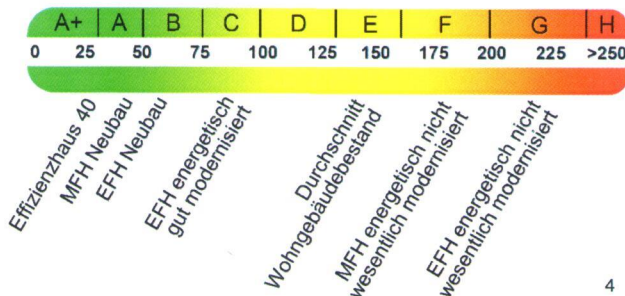 A+ A B C D E F G H
0 25 50 75 100 125 150 175 200 225 >250
Effizienzhaus 40
MFH Neubau
EFH Neubau
EFH energetisch
gut modernisiert
Durchschnitt
Wohngebäudebestand
MFH energetisch nicht
wesentlich modernisiert
EFH energetisch nicht
wesentlich modernisiert
4